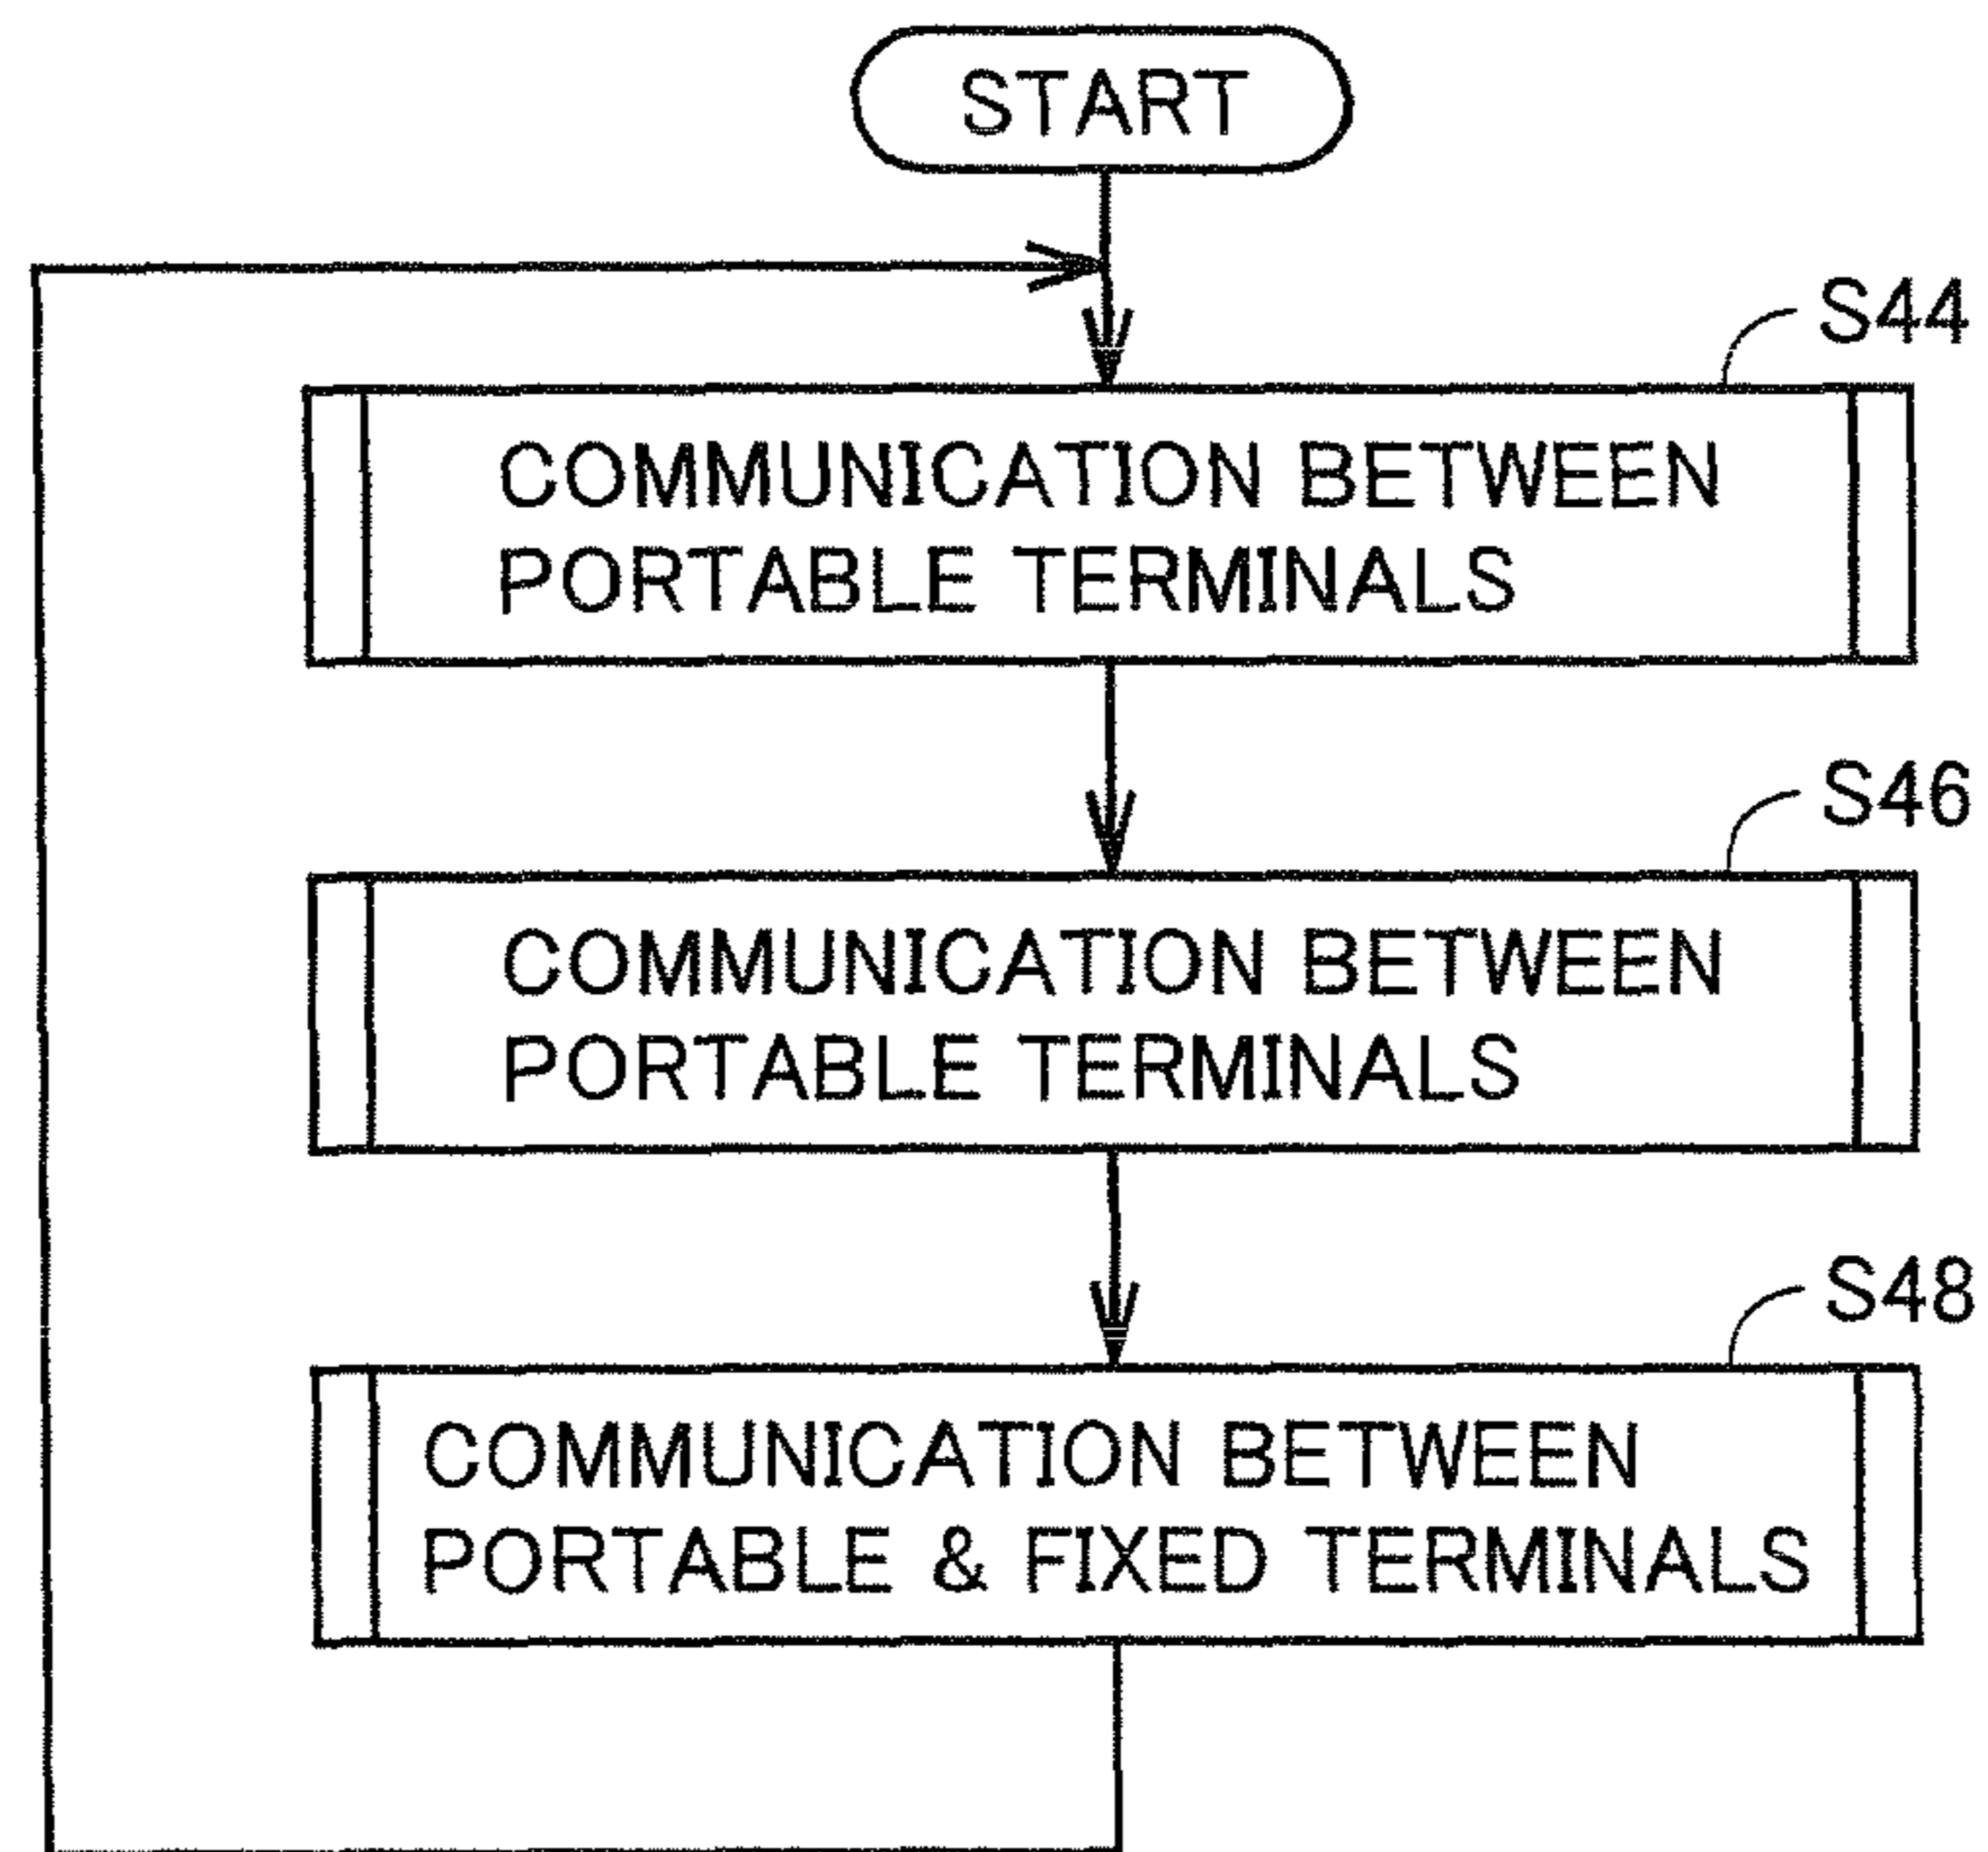 START
S44
COMMUNICATION BETWEEN
PORTABLE TERMINALS
S46
COMMUNICATION BETWEEN
PORTABLE TERMINALS
S48
COMMUNICATION BETWEEN
PORTABLE & FIXED TERMINALS